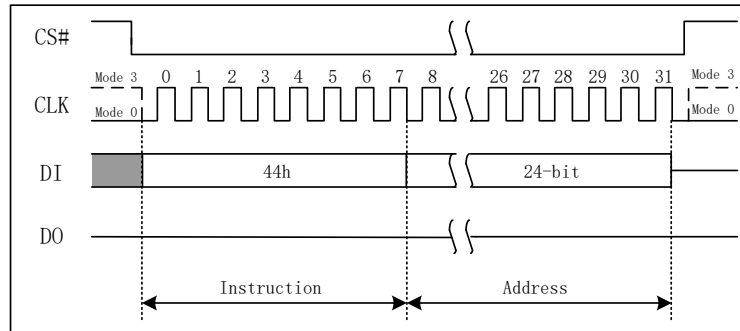 CS#
Mode 3 0 1 2 3 4 5 6 7 8 26 27 28 29 30 31 Mode 3
CLK
Mode 0 Mode 0
DI 44h 24-bit
DO
Instruction Address